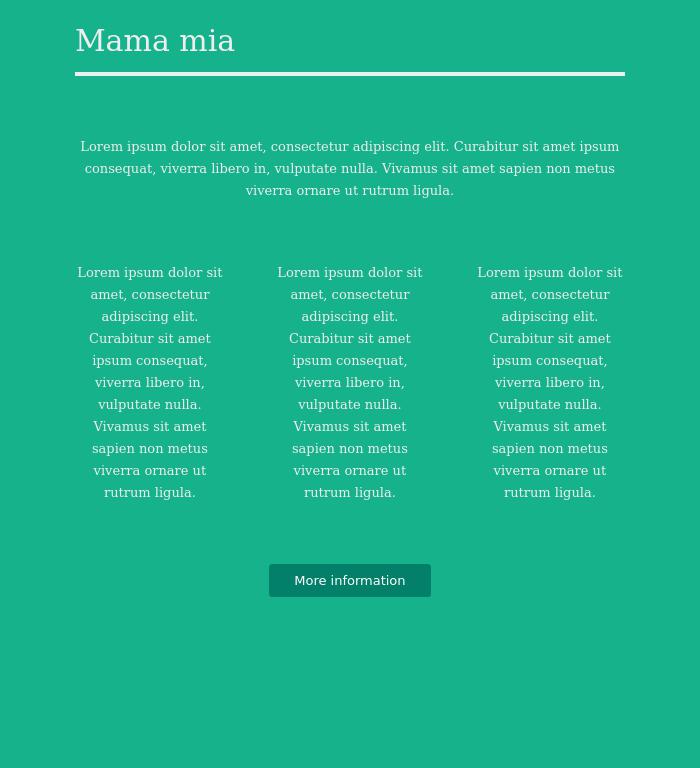 Mama mia
Lorem ipsum dolor sit amet, consectetur adipiscing elit. Curabitur sit amet ipsum
consequat, viverra libero in, vulputate nulla. Vivamus sit amet sapien non metus
viverra ornare ut rutrum ligula.
Lorem ipsum dolor sit
amet, consectetur
adipiscing elit.
Curabitur sit amet
ipsum consequat,
viverra libero in,
vulputate nulla.
Vivamus sit amet
sapien non metus
viverra ornare ut
rutrum ligula.
Lorem ipsum dolor sit
amet, consectetur
adipiscing elit.
Curabitur sit amet
ipsum consequat,
viverra libero in,
vulputate nulla.
Vivamus sit amet
sapien non metus
viverra ornare ut
rutrum ligula.
Lorem ipsum dolor sit
amet, consectetur
adipiscing elit.
Curabitur sit amet
ipsum consequat,
viverra libero in,
vulputate nulla.
Vivamus sit amet
sapien non metus
viverra ornare ut
rutrum ligula.
More information